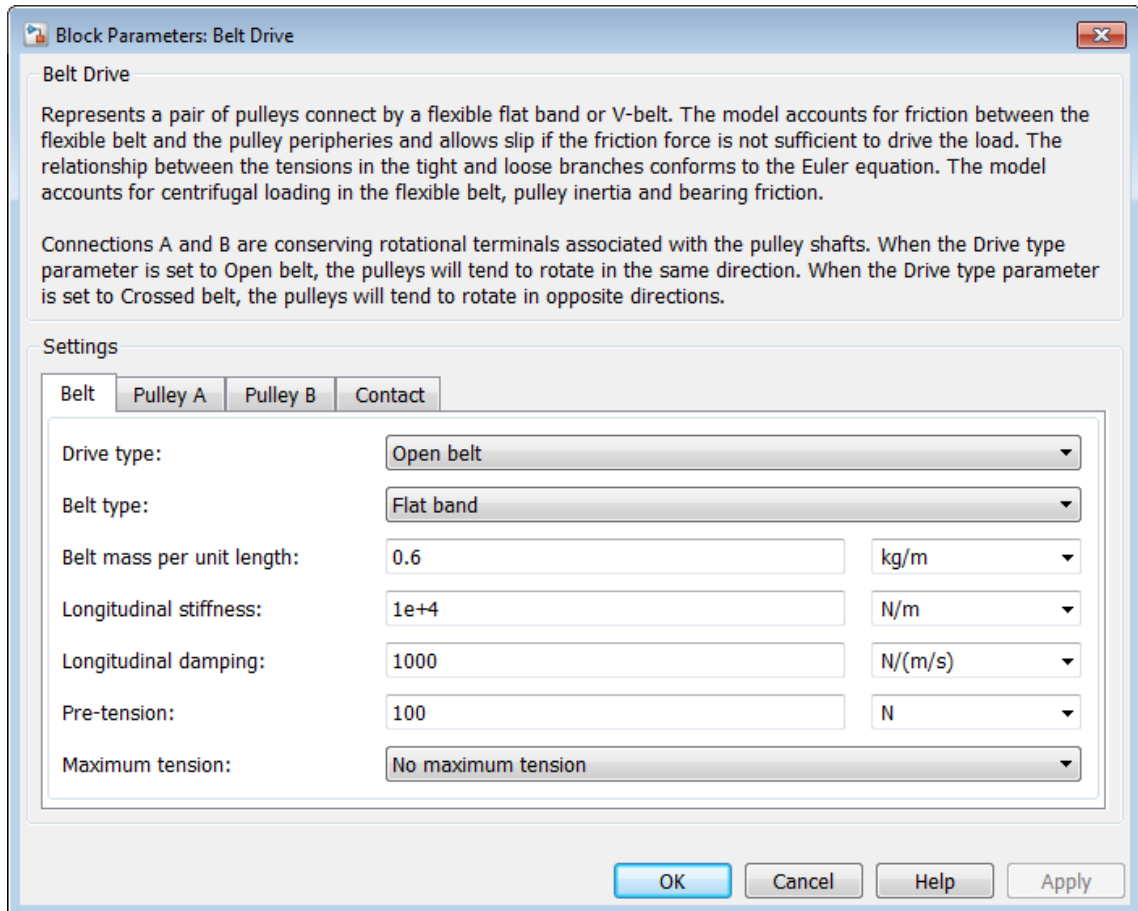 Block Parameters: Belt Drive
Belt Drive
Represents a pair of pulleys connect by a flexible flat band or V-belt. The model accounts for friction between the
flexible belt and the pulley peripheries and allows slip if the friction force is not sufficient to drive the load. The
relationship between the tensions in the tight and loose branches conforms to the Euler equation. The model
accounts for centrifugal loading in the flexible belt, pulley inertia and bearing friction.
Connections A and B are conserving rotational terminals associated with the pulley shafts. When the Drive type
parameter is set to Open belt, the pulleys will tend to rotate in the same direction. When the Drive type parameter
is set to Crossed belt, the pulleys will tend to rotate in opposite directions.
Settings
Belt Pulley A Pulley B Contact
Drive type: Open belt
Belt type: Flat band
Belt mass per unit length: 0.6 kg/m
Longitudinal stiffness: 1e+4 N/m
Longitudinal damping: 1000 N/(m/s)
Pre-tension: 100 N
Maximum tension: No maximum tension
OK Cancel Help Apply